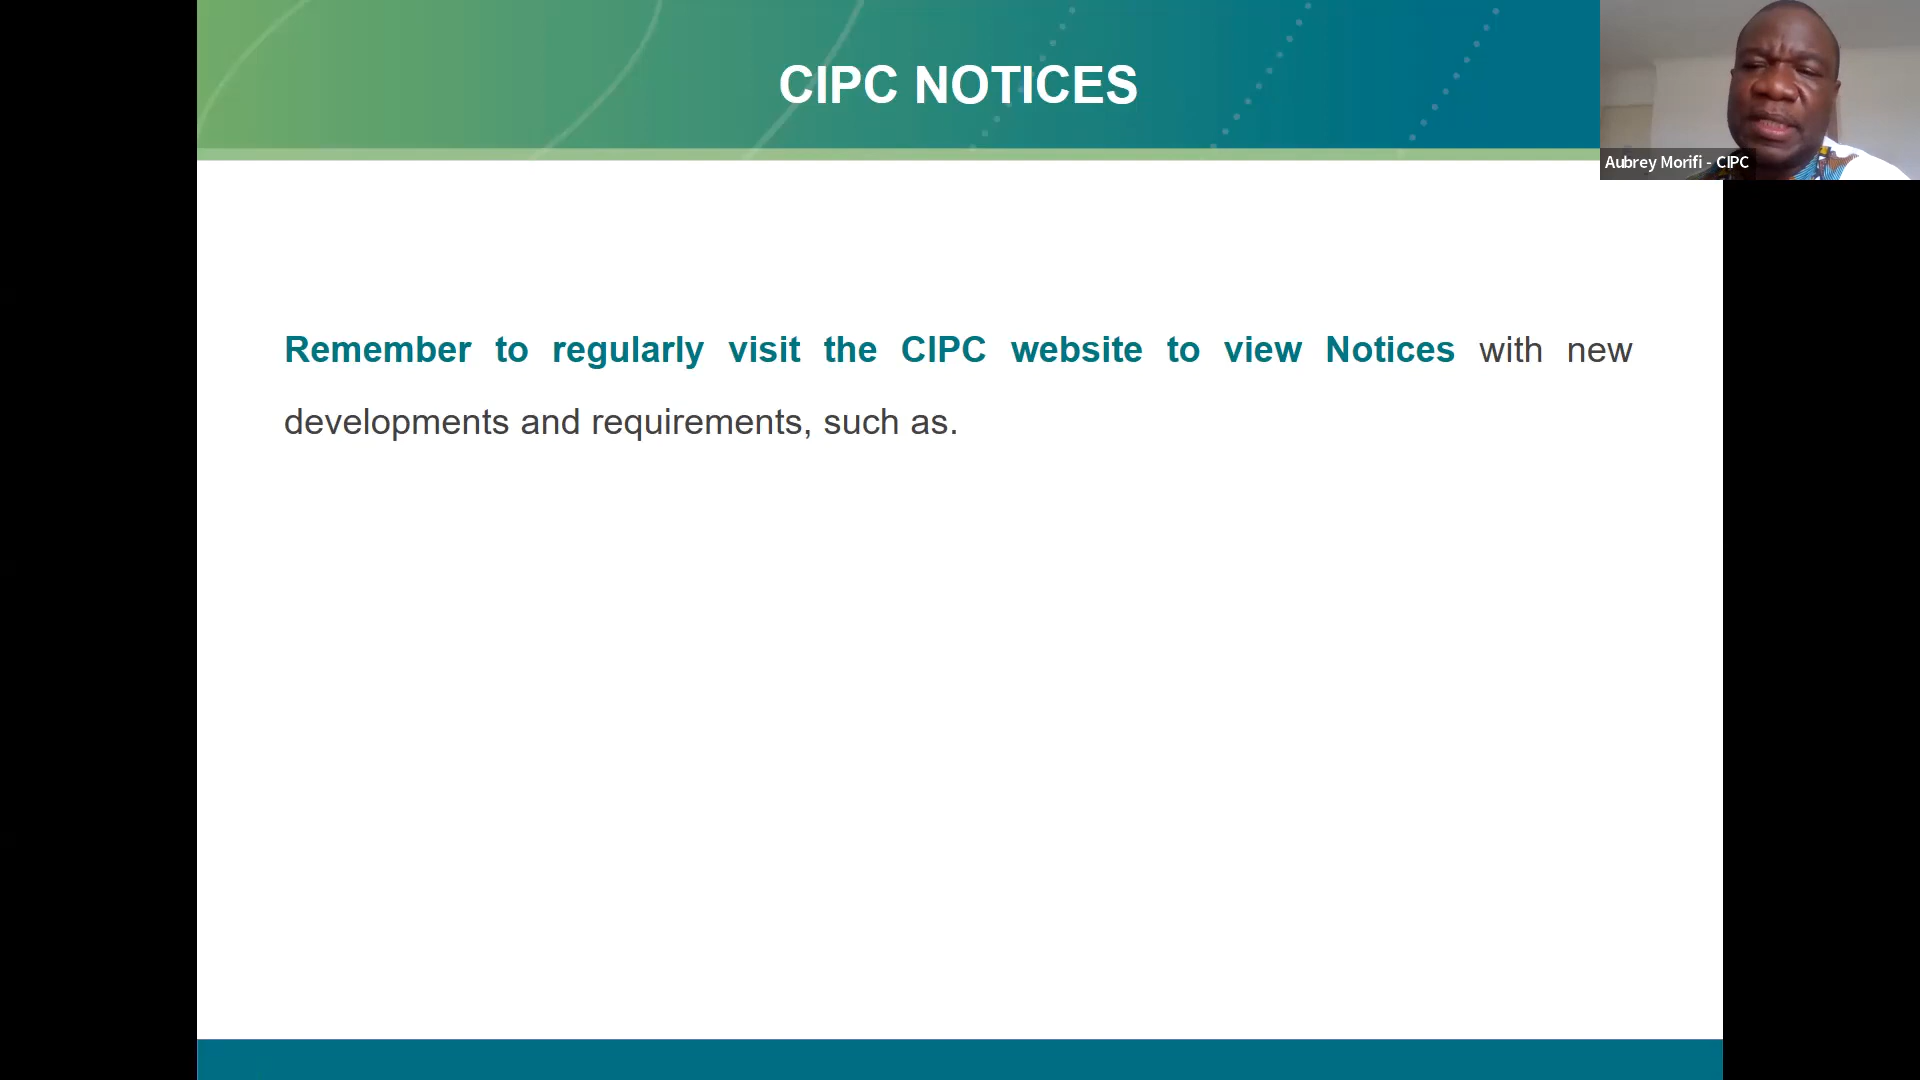 CIPC NOTICES
Aubrey Morifi - CIPC
Remember to regularly visit the CIPC website to view Notices with new
developments and requirements, such as.